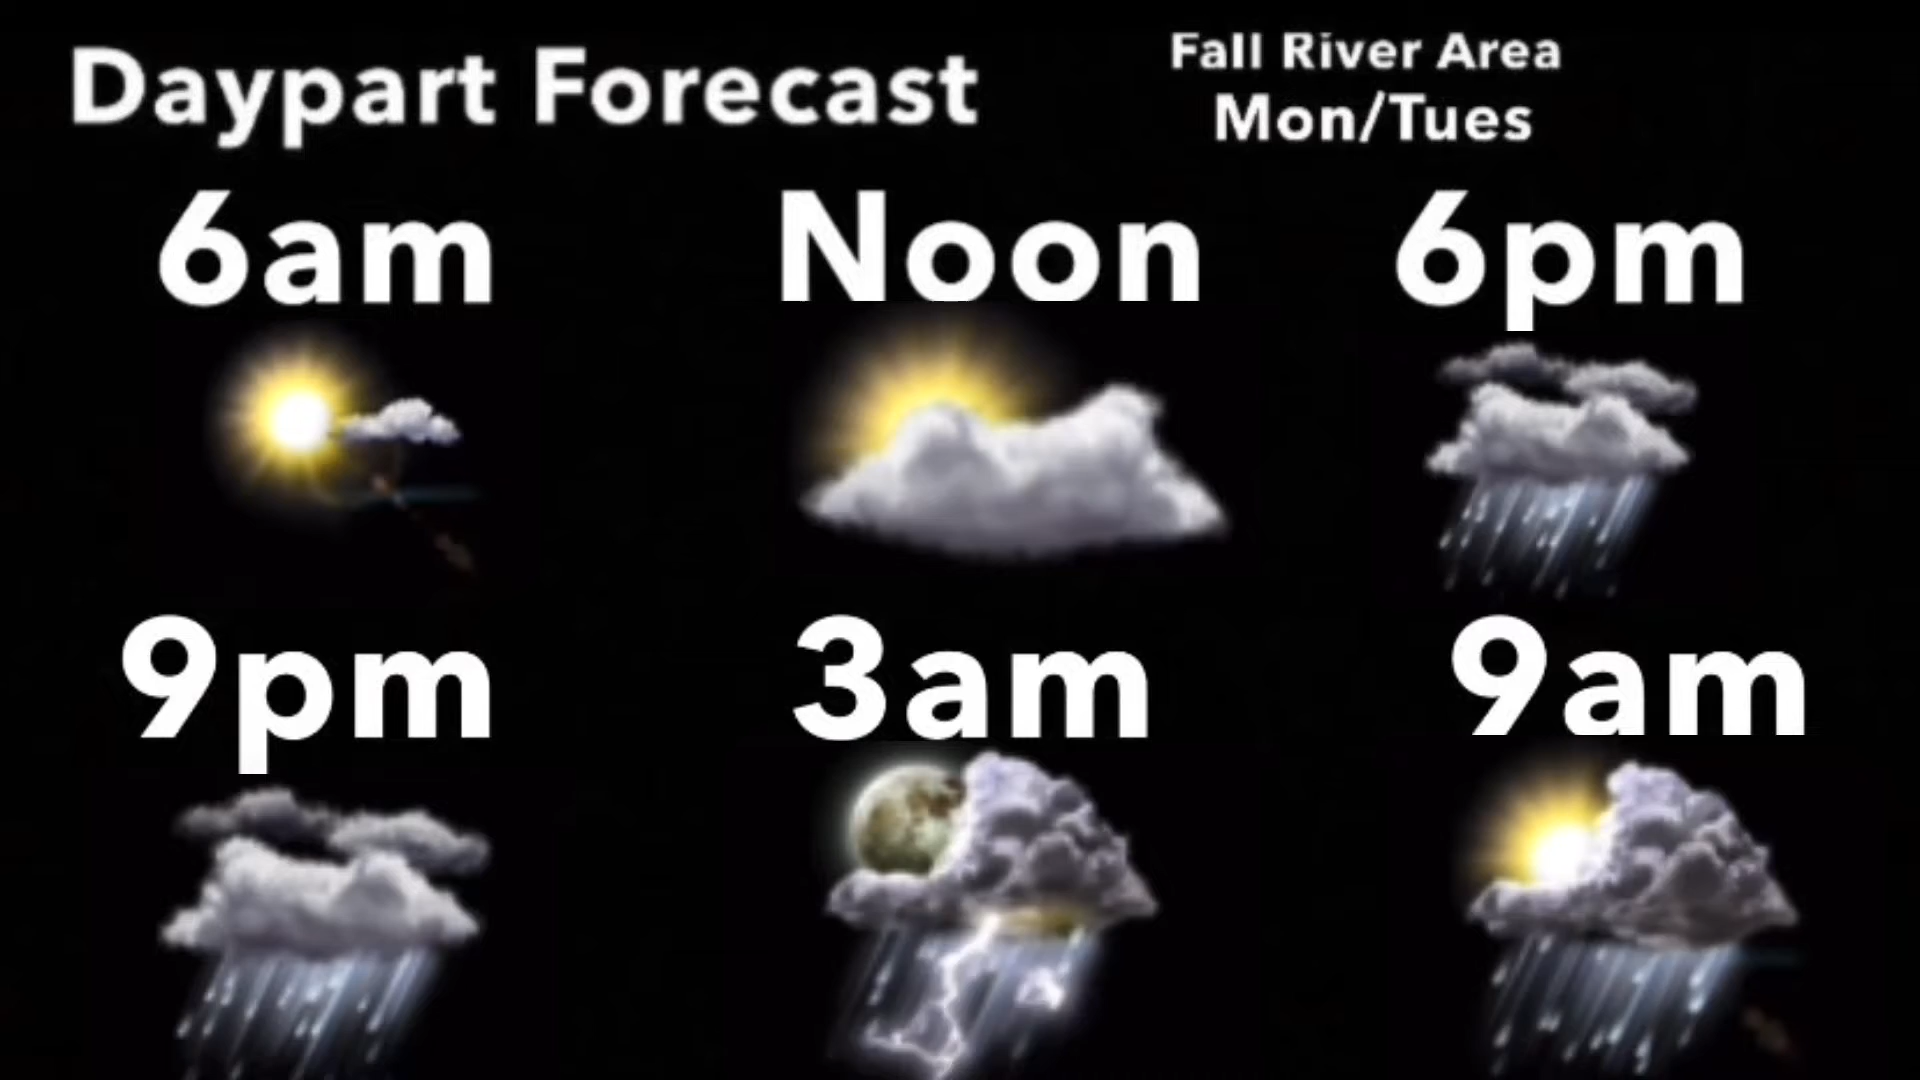 Daypart Forecast
Fall River Area
Mon/Tues
6am
Noon
6pm
9pm
3am
9am